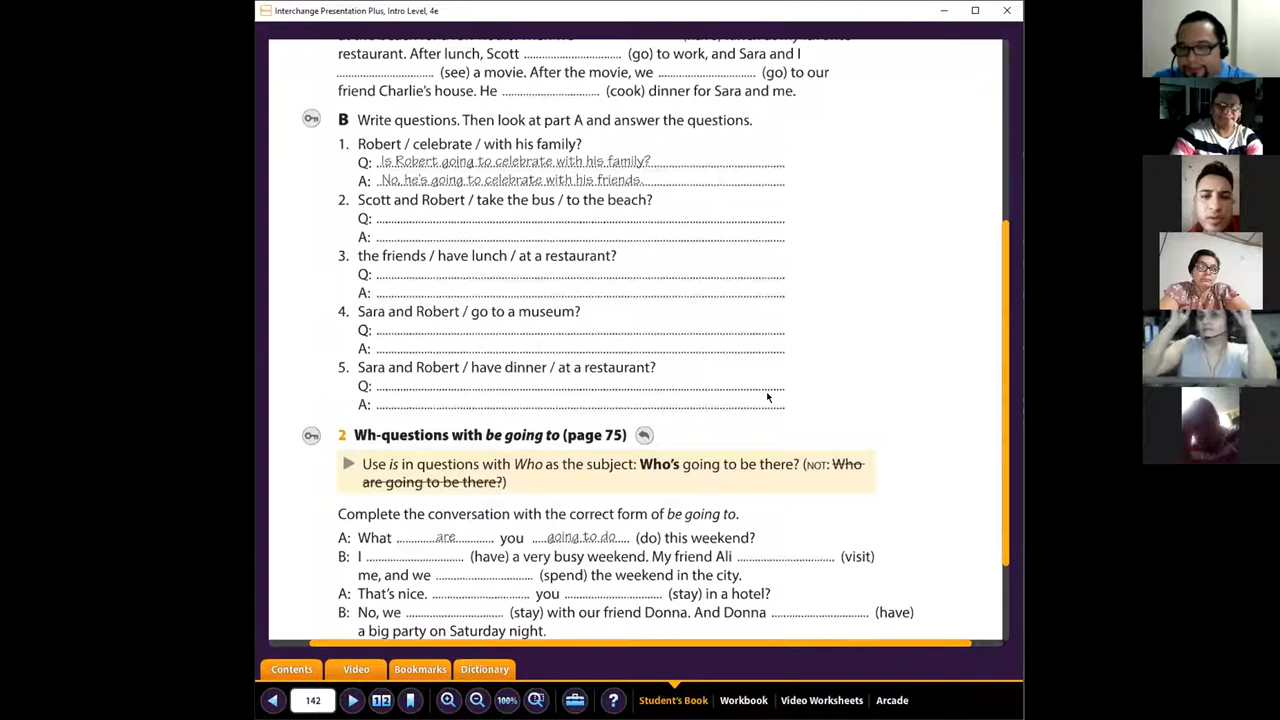 Interchange Presentation Plus, Intro Level, 4e
restaurant. After lunch, Scott (go) to work, and Sara and I
(see) a movie. After the movie, we (go) to our
friend Charlie's house. He (cook) dinner for Sara and me.
B Write questions. Then look at part A and answer the questions.
1. Robert / celebrate / with his family?
Q: Is Robert going to celebrate with his family?
A: No, he's going to celebrate with his friends.
2. Scott and Robert / take the bus / to the beach?
Q:
A:
3. the friends / have lunch / at a restaurant?
Q:
A:
4. Sara and Robert / go to a museum?
Q:
A:
5. Sara and Robert / have dinner / at a restaurant?
Q:
A:
2 Wh-questions with be going to (page 75)
Use is in questions with Who as the subject: Who's going to be there? (NOT: Who
are going to be there?)
Complete the conversation with the correct form of be going to.
A: What are you going to do (do) this weekend?
B: I (have) a very busy weekend. My friend Ali (visit)
me, and we (spend) the weekend in the city.
A: That's nice. you (stay) in a hotel?
B: No, we (stay) with our friend Donna. And Donna (have)
a big party on Saturday night.
Contents Video Bookmarks Dictionary
142 12 100% ? Student's Book Workbook Video Worksheets Arcade